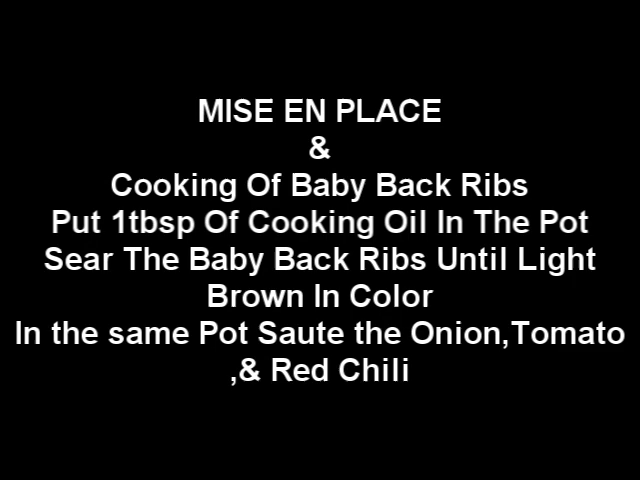 MISE EN PLACE
&
Cooking Of Baby Back Ribs
Put 1tbsp Of Cooking Oil In The Pot
Sear The Baby Back Ribs Until Light
Brown In Color
In the same Pot Saute the Onion,Tomato
,& Red Chili